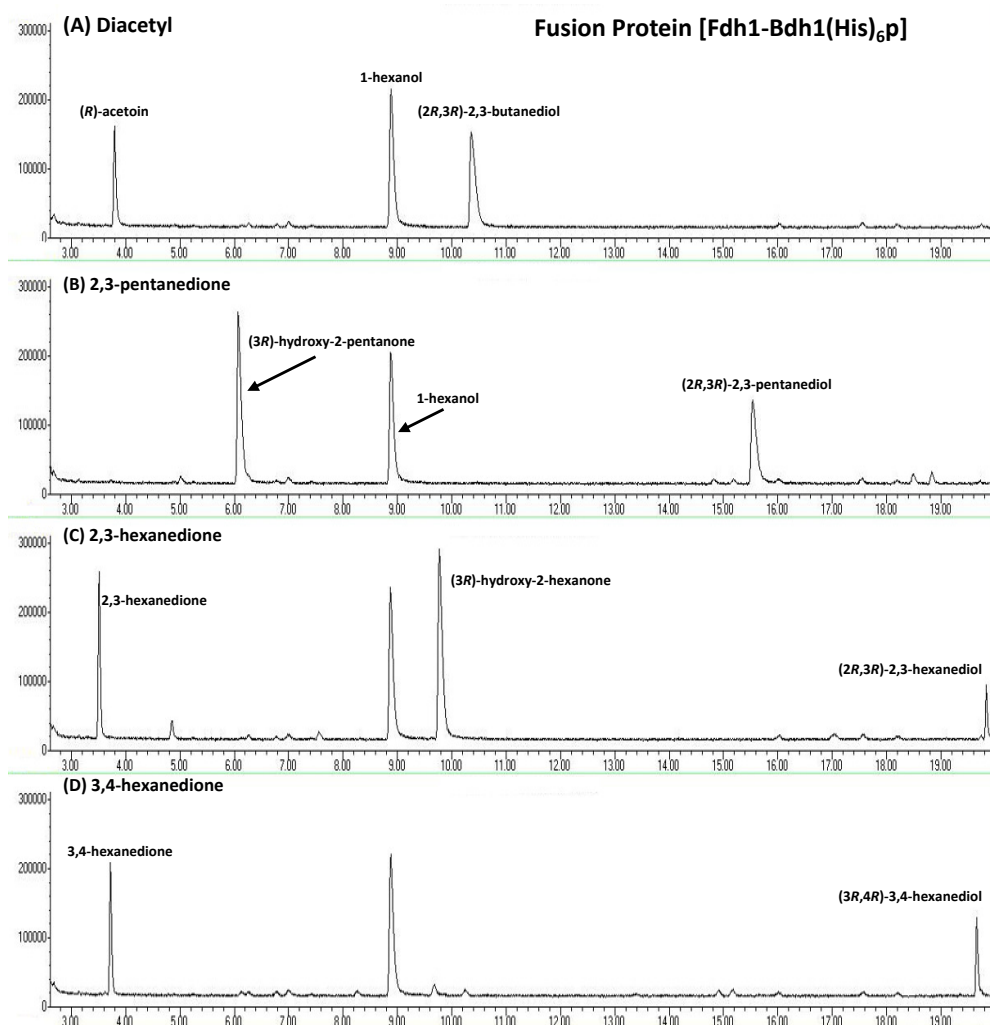 (A) Diacetyl
Fusion Protein [Fdh1-Bdh1(His)₆p]
300000
200000
100000
0
(R)-acetoin
1-hexanol
(2R,3R)-2,3-butanediol
3.00 4.00 5.00 6.00 7.00 8.00 9.00 10.00 11.00 12.00 13.00 14.00 15.00 16.00 17.00 18.00 19.00
(B) 2,3-pentanedione
300000
200000
100000
0
(3R)-hydroxy-2-pentanone
1-hexanol
(2R,3R)-2,3-pentanediol
3.00 4.00 5.00 6.00 7.00 8.00 9.00 10.00 11.00 12.00 13.00 14.00 15.00 16.00 17.00 18.00 19.00
(C) 2,3-hexanedione
300000
200000
100000
0
2,3-hexanedione
(3R)-hydroxy-2-hexanone
(2R,3R)-2,3-hexanediol
3.00 4.00 5.00 6.00 7.00 8.00 9.00 10.00 11.00 12.00 13.00 14.00 15.00 16.00 17.00 18.00 19.00
(D) 3,4-hexanedione
300000
200000
100000
0
3,4-hexanedione
(3R,4R)-3,4-hexanediol
3.00 4.00 5.00 6.00 7.00 8.00 9.00 10.00 11.00 12.00 13.00 14.00 15.00 16.00 17.00 18.00 19.00